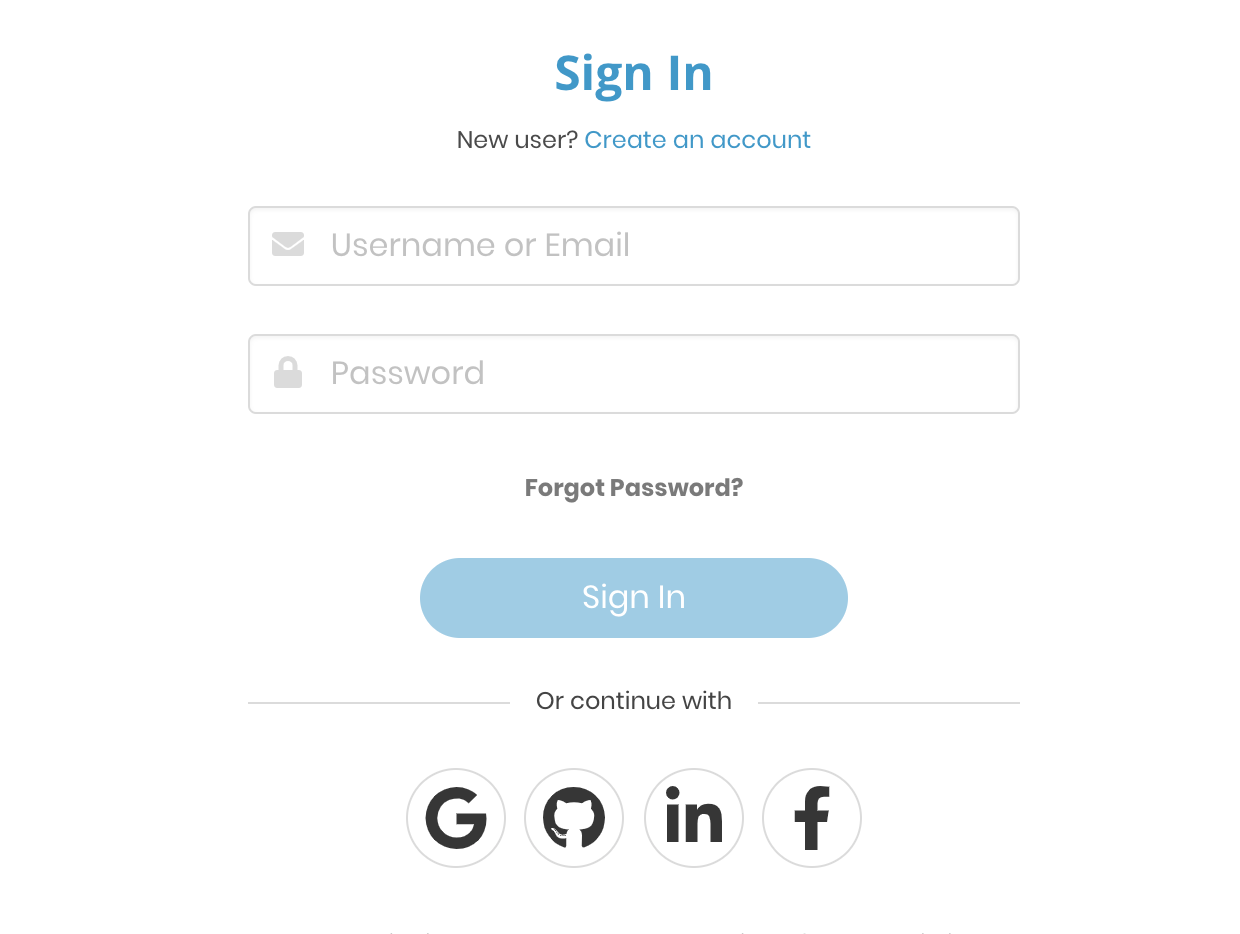 Sign In
New user? Create an account
Username or Email
Password
Forgot Password?
Sign In
Or continue with